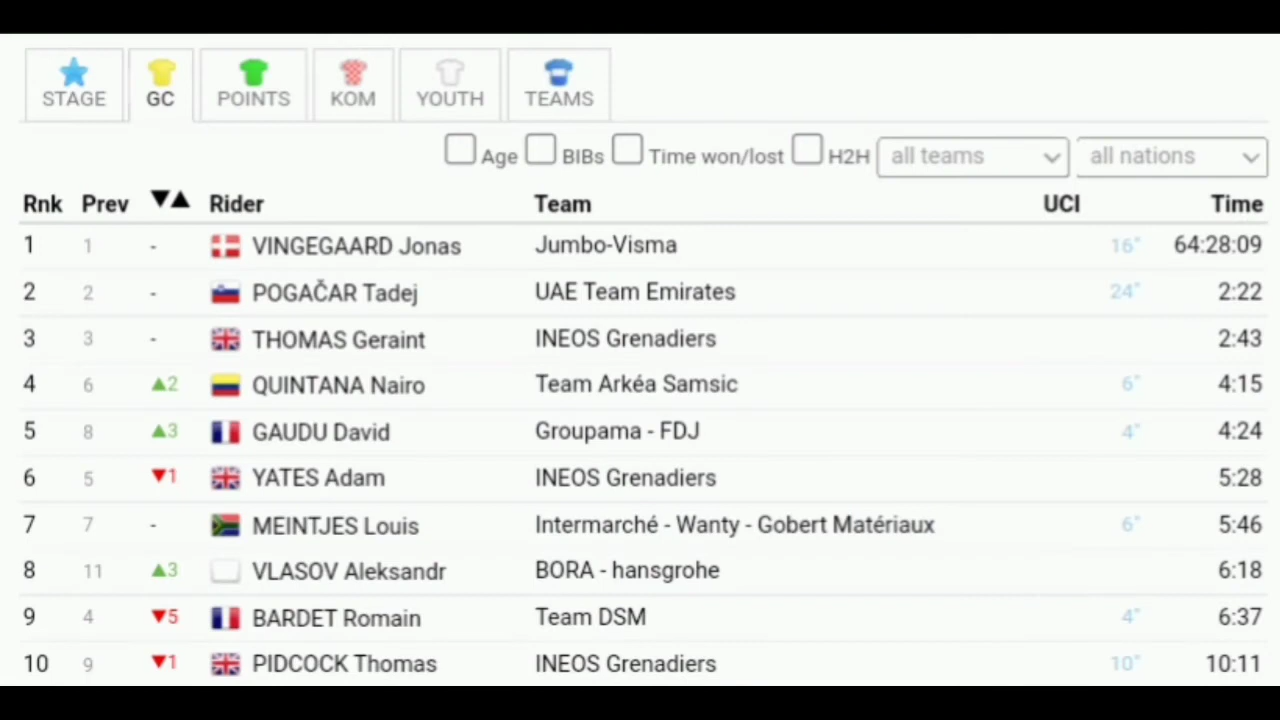 STAGE GC POINTS KOM YOUTH TEAMS
Age BIBs Time won/lost H2H all teams all nations
Rnk Prev ▼▲ Rider Team UCI Time
1 1 - VINGEGAARD Jonas Jumbo-Visma 16" 64:28:09
2 2 - POGAČAR Tadej UAE Team Emirates 24" 2:22
3 3 - THOMAS Geraint INEOS Grenadiers 2:43
4 6 ▲2 QUINTANA Nairo Team Arkéa Samsic 6" 4:15
5 8 ▲3 GAUDU David Groupama - FDJ 4" 4:24
6 5 ▼1 YATES Adam INEOS Grenadiers 5:28
7 7 - MEINTJES Louis Intermarché - Wanty - Gobert Matériaux 6" 5:46
8 11 ▲3 VLASOV Aleksandr BORA - hansgrohe 6:18
9 4 ▼5 BARDET Romain Team DSM 4" 6:37
10 9 ▼1 PIDCOCK Thomas INEOS Grenadiers 10" 10:11